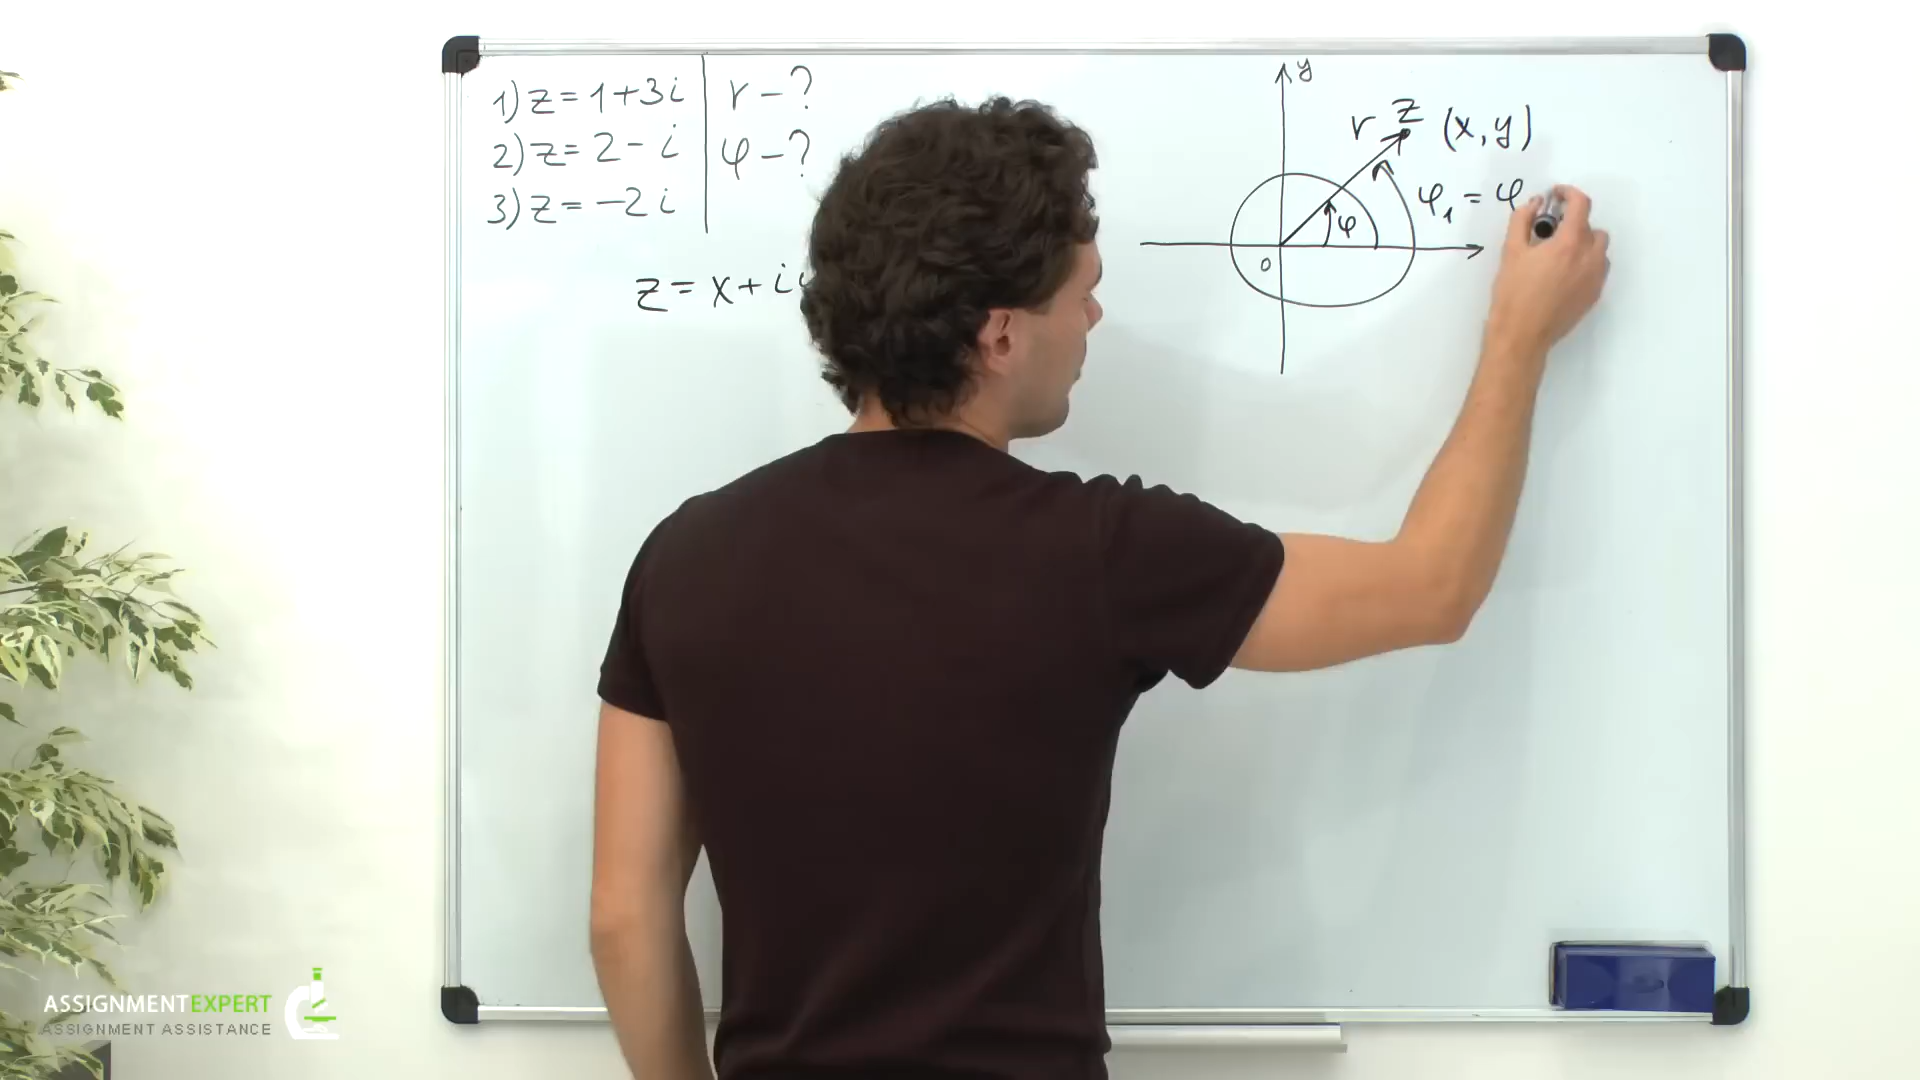 1) z = 1+3i
2) z = 2 - i
3) z = -2i
r - ?
φ - ?
z = x + i
y
r z (x, y)
φ₁ = φ
φ
0
ASSIGNMENTEXPERT
ASSIGNMENT ASSISTANCE